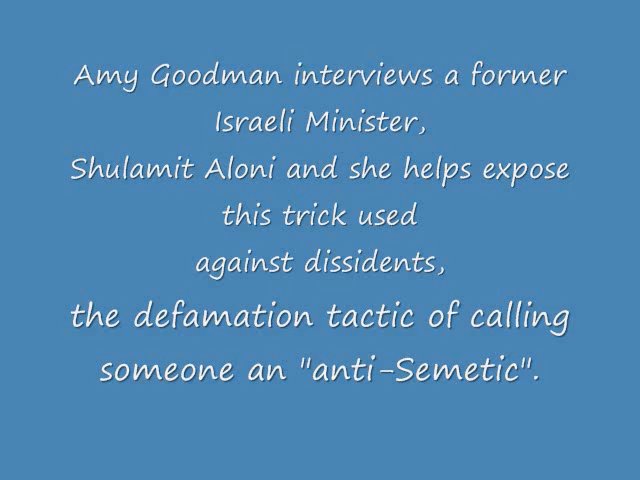 Amy Goodman interviews a former
Israeli Minister,
Shulamit Aloni and she helps expose
this trick used
against dissidents,
the defamation tactic of calling
someone an "anti-Semetic".